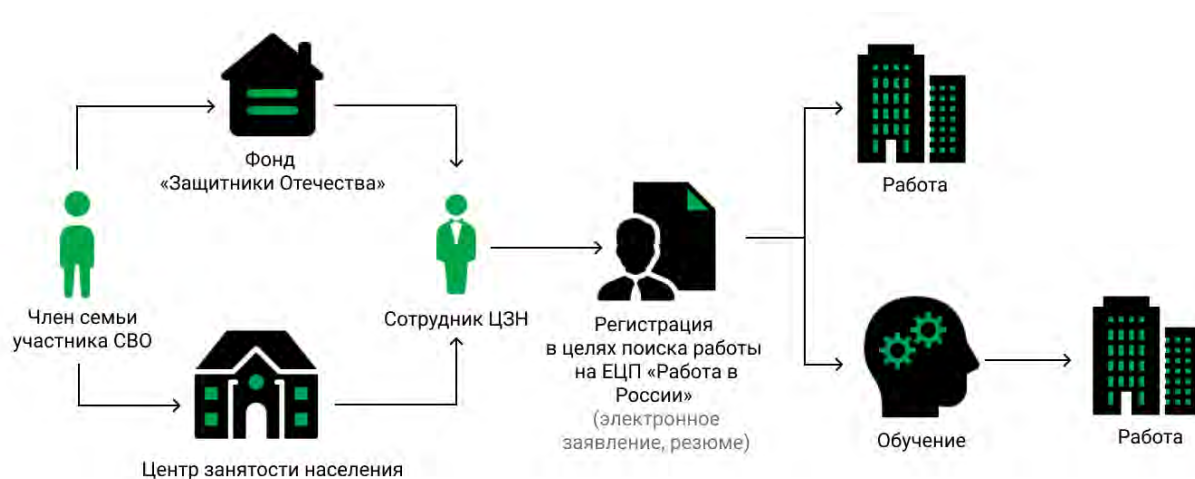 Фонд
«Защитники Отечества»
Работа
Член семьи
участника СВО
Сотрудник ЦЗН
Регистрация
в целях поиска работы
на ЕЦП «Работа в
России»
(электронное
заявление, резюме)
Центр занятости населения
Обучение
Работа